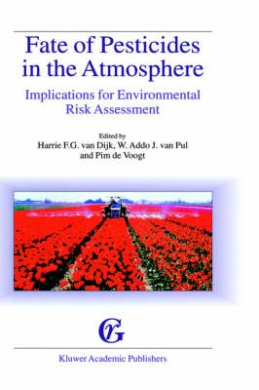 Fate of Pesticides
in the Atmosphere
Implications for Environmental
Risk Assessment
Edited by
Harrie F.G. van Dijk, W. Addo J. van Pul
and Pim de Voogt
Kluwer Academic Publishers